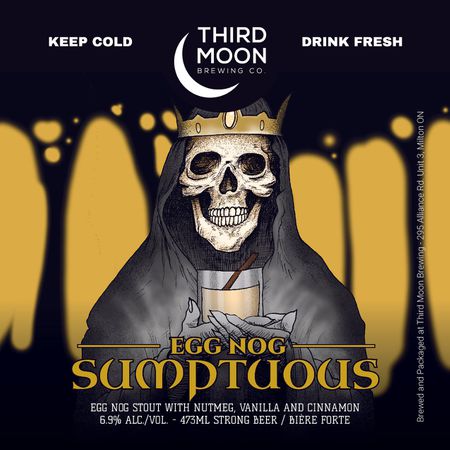 KEEP COLD
THIRD
MOON
BREWING CO.
DRINK FRESH
EGG NOG
SUMPTUOUS
EGG NOG STOUT WITH NUTMEG, VANILLA AND CINNAMON
6.9% ALC./VOL. - 473ML STRONG BEER / BIÈRE FORTE
Brewed and Packaged at Third Moon Brewing - 295 Alliance Rd, Unit 3, Milton ON